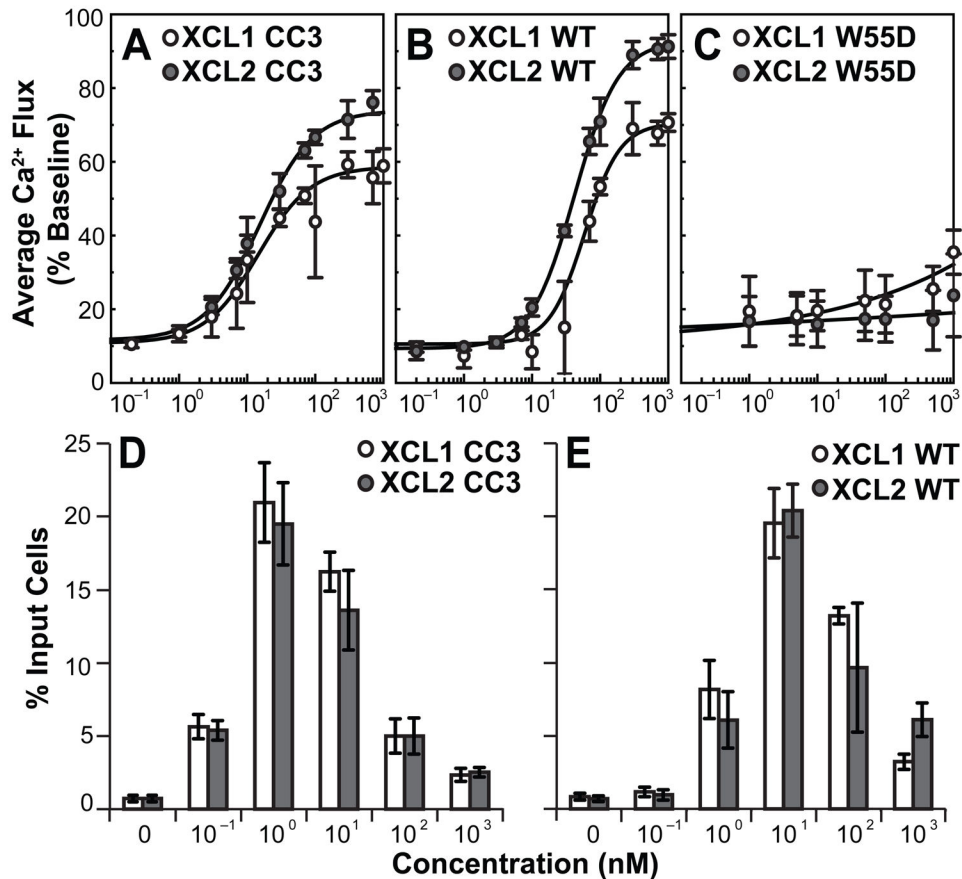 A
XCL1 CC3
XCL2 CC3
B
XCL1 WT
XCL2 WT
C
XCL1 W55D
XCL2 W55D
Average Ca²⁺ Flux
(% Baseline)
100
80
60
40
20
0
10⁻¹ 10⁰ 10¹ 10² 10³
10⁻¹ 10⁰ 10¹ 10² 10³
10⁻¹ 10⁰ 10¹ 10² 10³
D
XCL1 CC3
XCL2 CC3
E
XCL1 WT
XCL2 WT
% Input Cells
25
20
15
10
5
0
0 10⁻¹ 10⁰ 10¹ 10² 10³
0 10⁻¹ 10⁰ 10¹ 10² 10³
Concentration (nM)